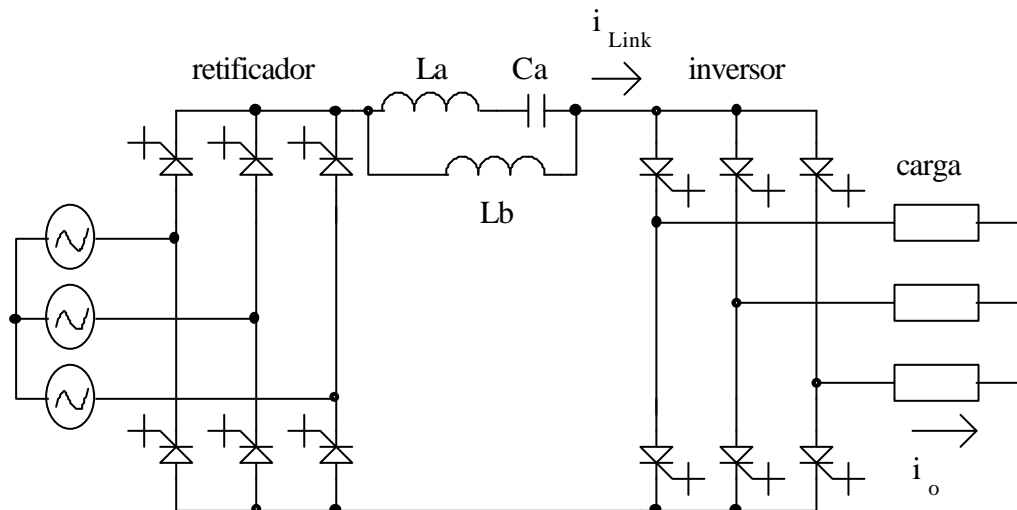 i Link
retificador
La
Ca
inversor
Lb
carga
i o